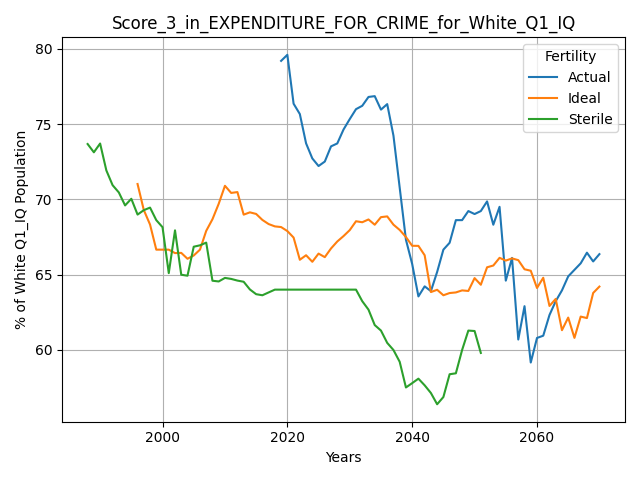 Score_3_in_EXPENDITURE_FOR_CRIME_for_White_Q1_IQ
Fertility
Actual
Ideal
Sterile
% of White Q1_IQ Population
80
75
70
65
60
2000
2020
2040
2060
Years